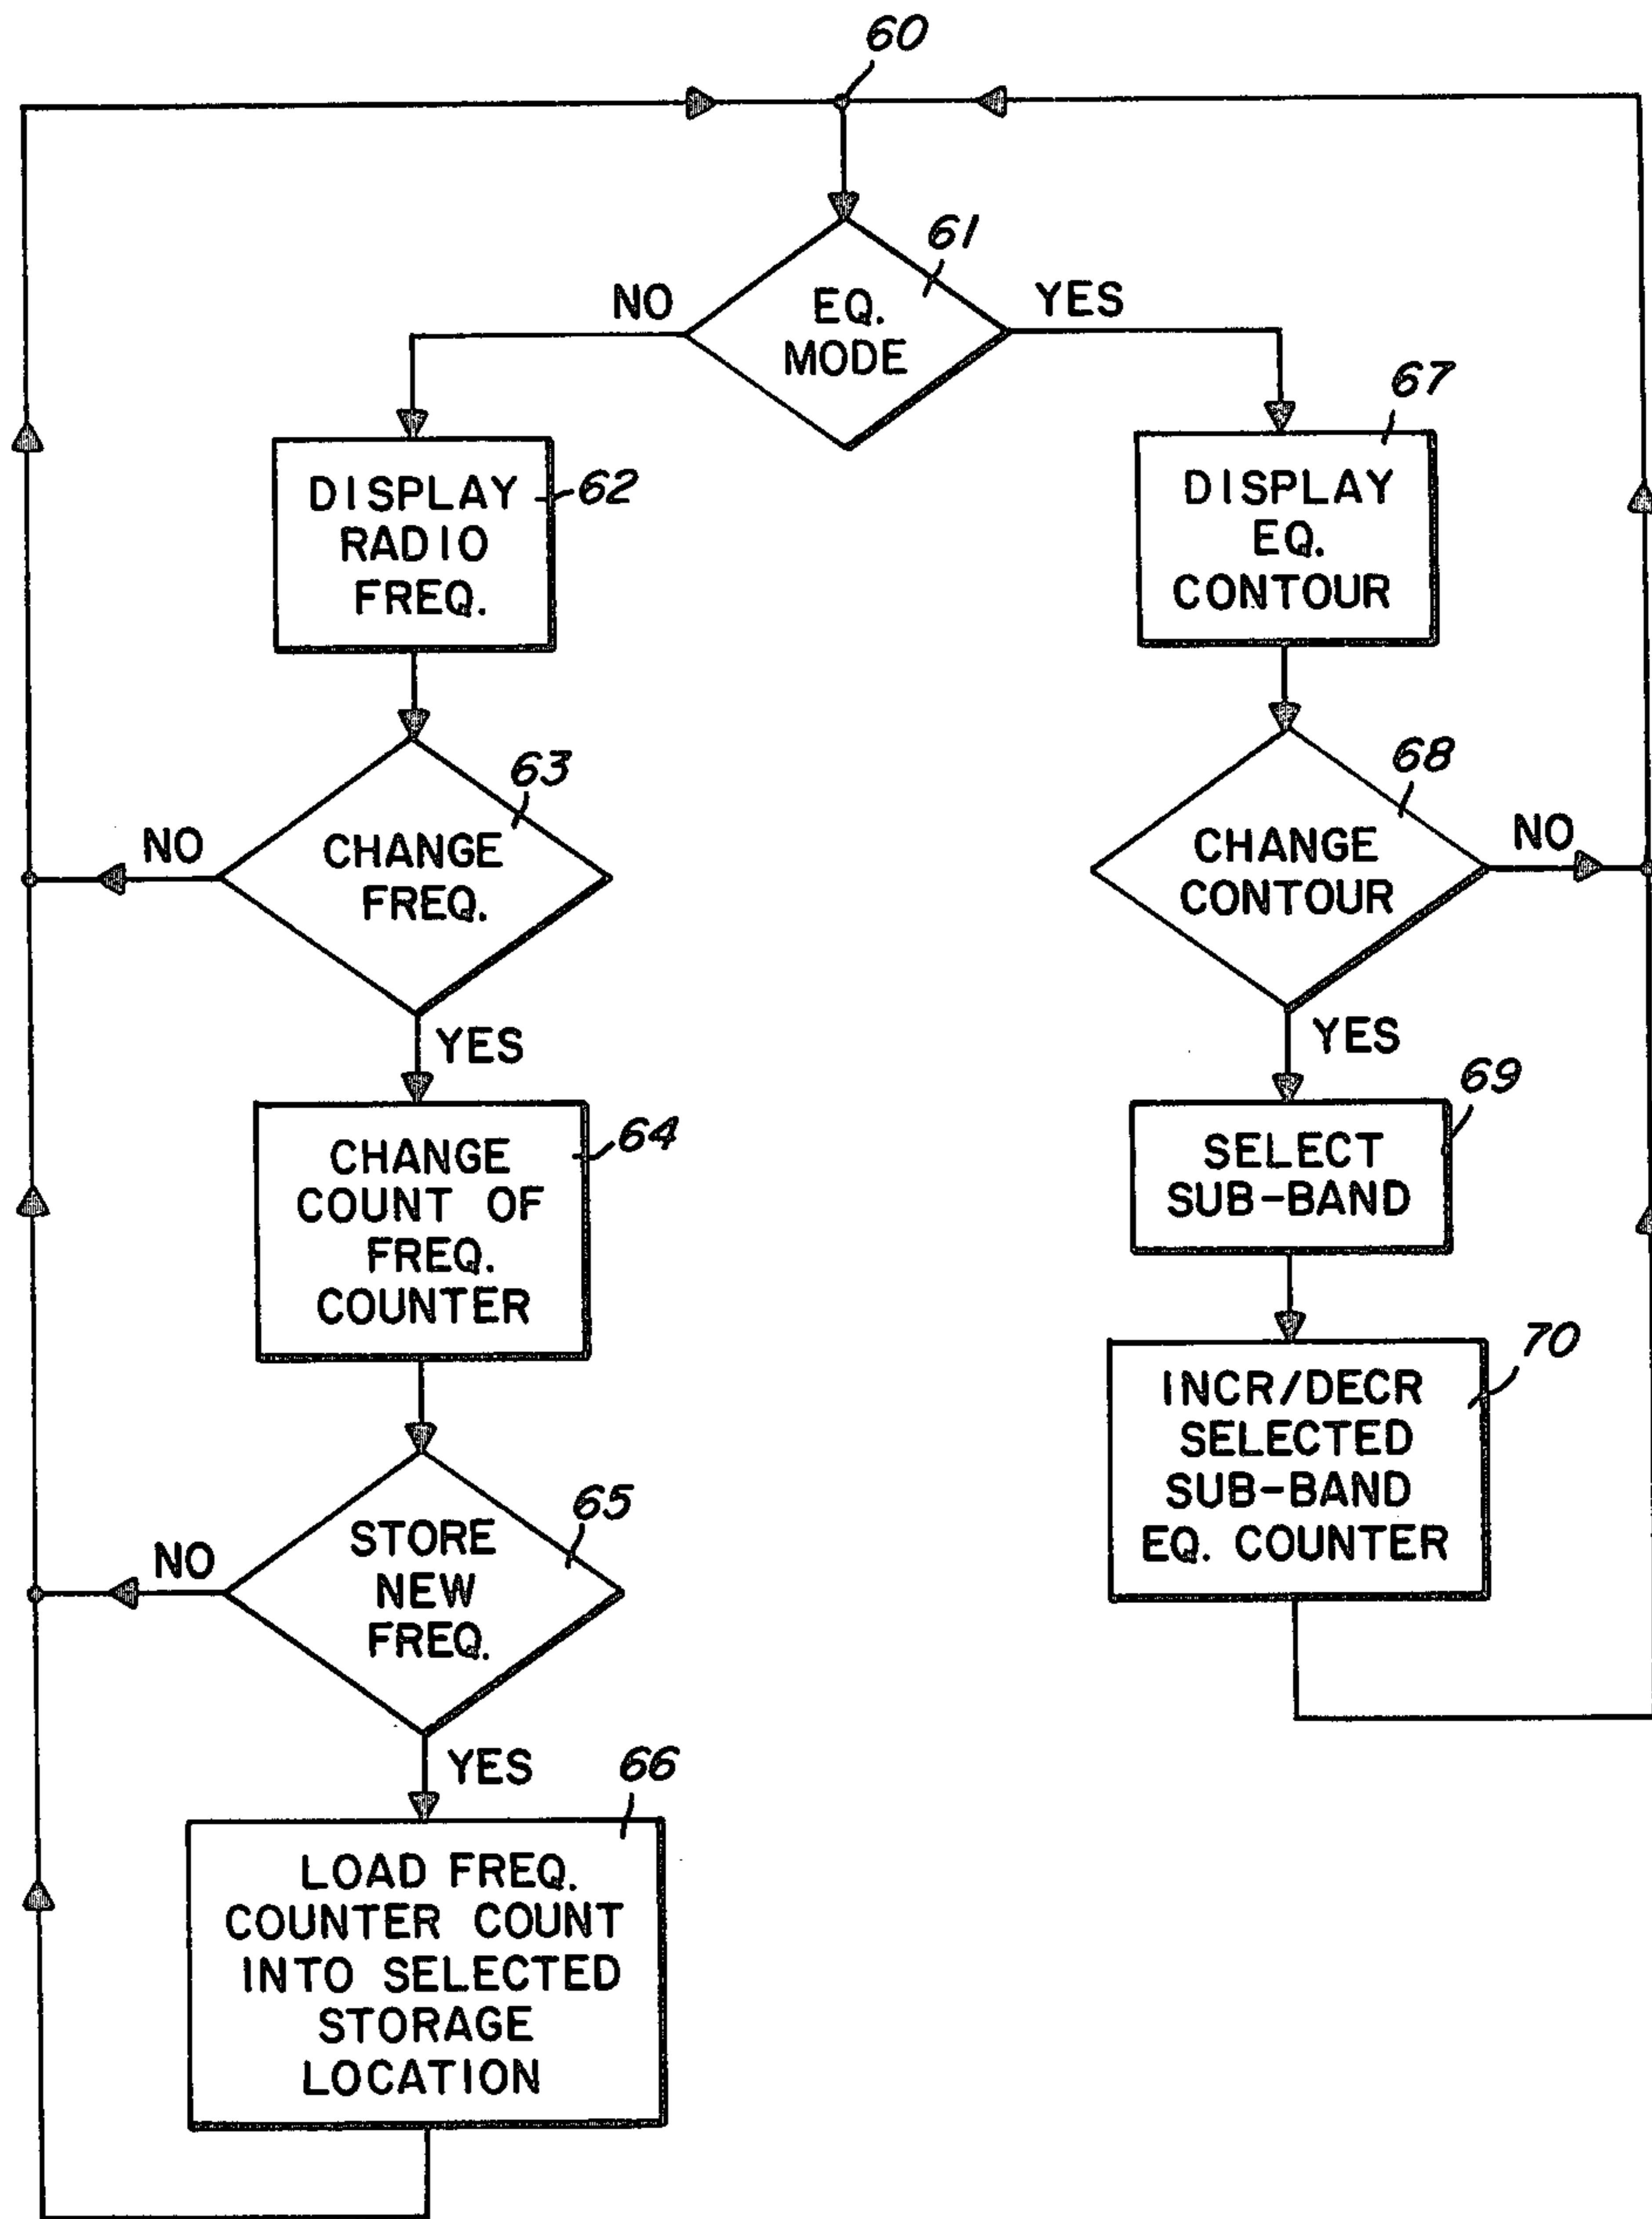 60
61
NO
EQ.
MODE
YES
67
DISPLAY
RADIO
FREQ.
62
DISPLAY
EQ.
CONTOUR
63
NO
CHANGE
FREQ.
68
CHANGE
CONTOUR
NO
YES
YES
64
CHANGE
COUNT OF
FREQ.
COUNTER
69
SELECT
SUB-BAND
70
INCR/DECR
SELECTED
SUB-BAND
EQ. COUNTER
65
NO
STORE
NEW
FREQ.
YES
66
LOAD FREQ.
COUNTER COUNT
INTO SELECTED
STORAGE
LOCATION